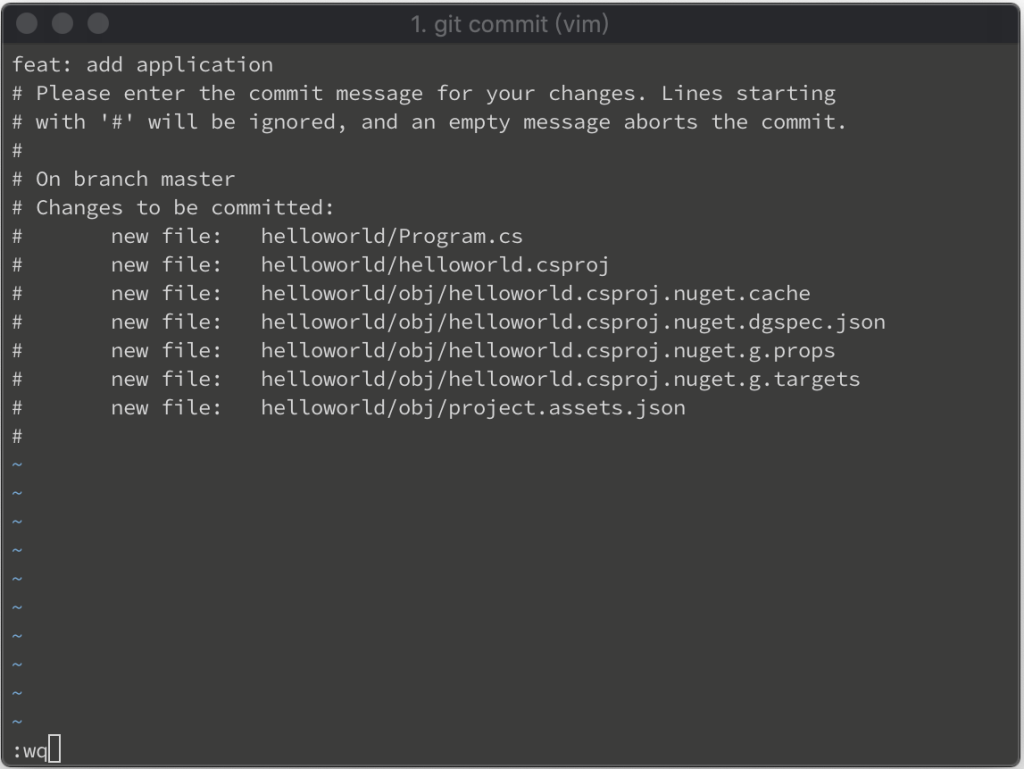 1. git commit (vim)
feat: add application
# Please enter the commit message for your changes. Lines starting
# with '#' will be ignored, and an empty message aborts the commit.
#
# On branch master
# Changes to be committed:
#       new file:   helloworld/Program.cs
#       new file:   helloworld/helloworld.csproj
#       new file:   helloworld/obj/helloworld.csproj.nuget.cache
#       new file:   helloworld/obj/helloworld.csproj.nuget.dgspec.json
#       new file:   helloworld/obj/helloworld.csproj.nuget.g.props
#       new file:   helloworld/obj/helloworld.csproj.nuget.g.targets
#       new file:   helloworld/obj/project.assets.json
#
~
~
~
~
~
~
~
~
~
~
:wq